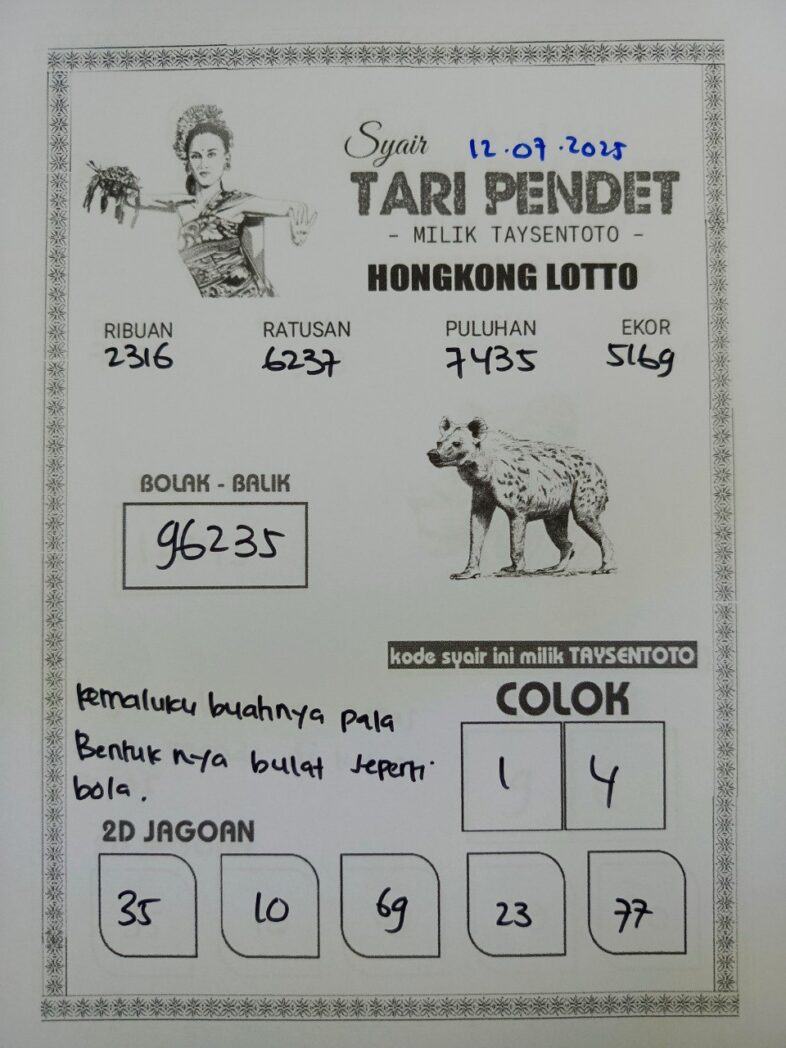 Syair 12.07.2025
TARI PENDET
- MILIK TAYSENTOTO -
HONGKONG LOTTO
RIBUAN RATUSAN PULUHAN EKOR
2316 6237 7435 5169
BOLAK - BALIK
96235
kode syair ini milik TAYSENTOTO
kemaluku buahnya pala
Bentuk nya bulat seperti
bola.
COLOK
1 4
2D JAGOAN
35 10 69 23 77